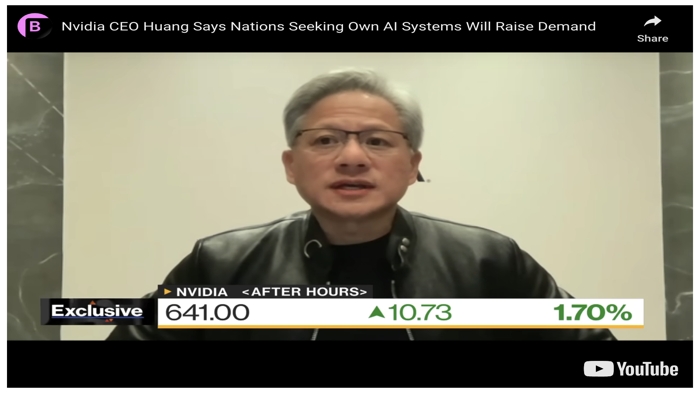 B
Nvidia CEO Huang Says Nations Seeking Own AI Systems Will Raise Demand
Share
NVIDIA <AFTER HOURS>
Exclusive
641.00 ▲10.73 1.70%
YouTube